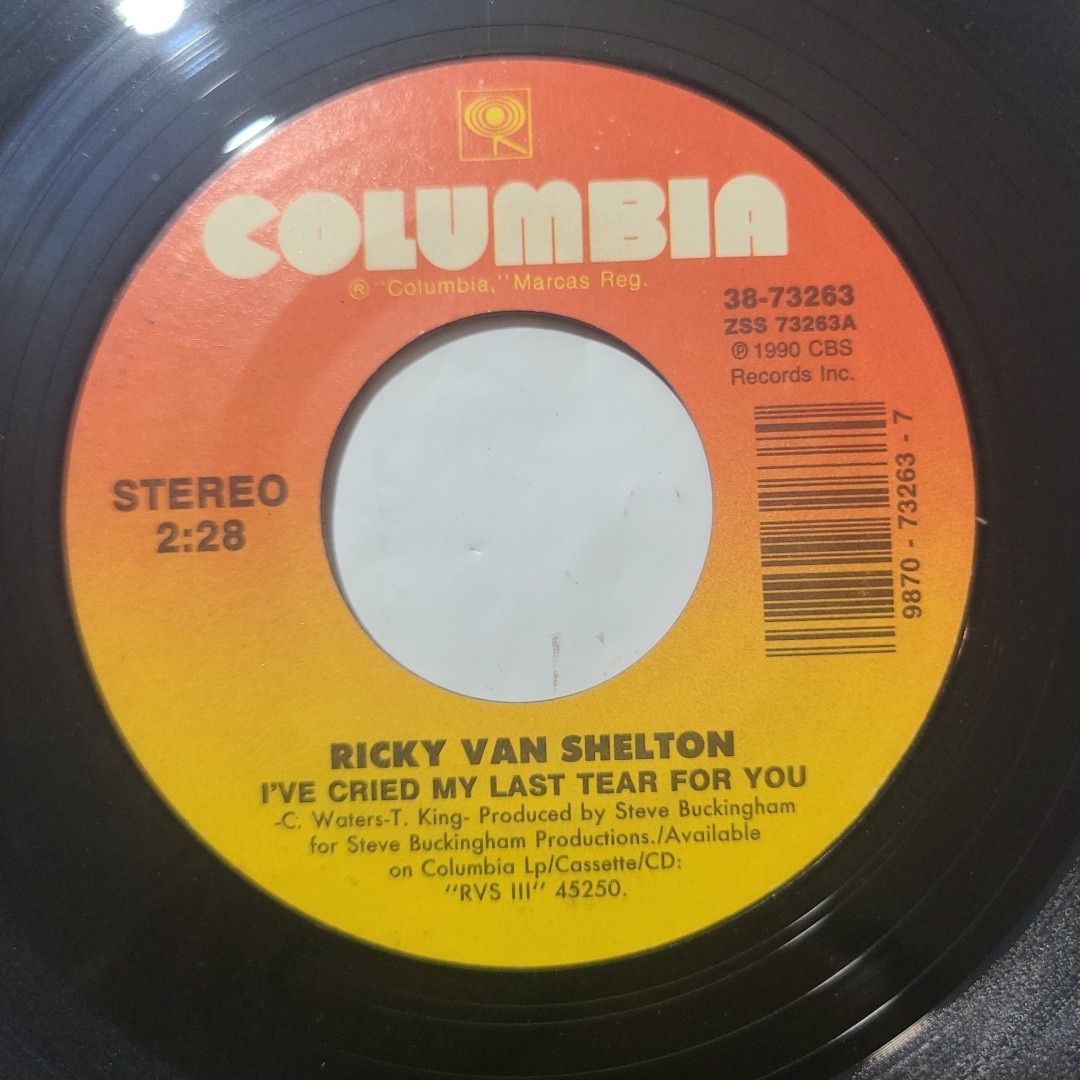 COLUMBIA
® "Columbia," Marcas Reg.
38-73263
ZSS 73263A
℗ 1990 CBS
Records Inc.
9870 - 73263 - 7
STEREO
2:28
RICKY VAN SHELTON
I'VE CRIED MY LAST TEAR FOR YOU
-C. Waters-T. King- Produced by Steve Buckingham
for Steve Buckingham Productions./Available
on Columbia Lp/Cassette/CD:
"RVS III" 45250.